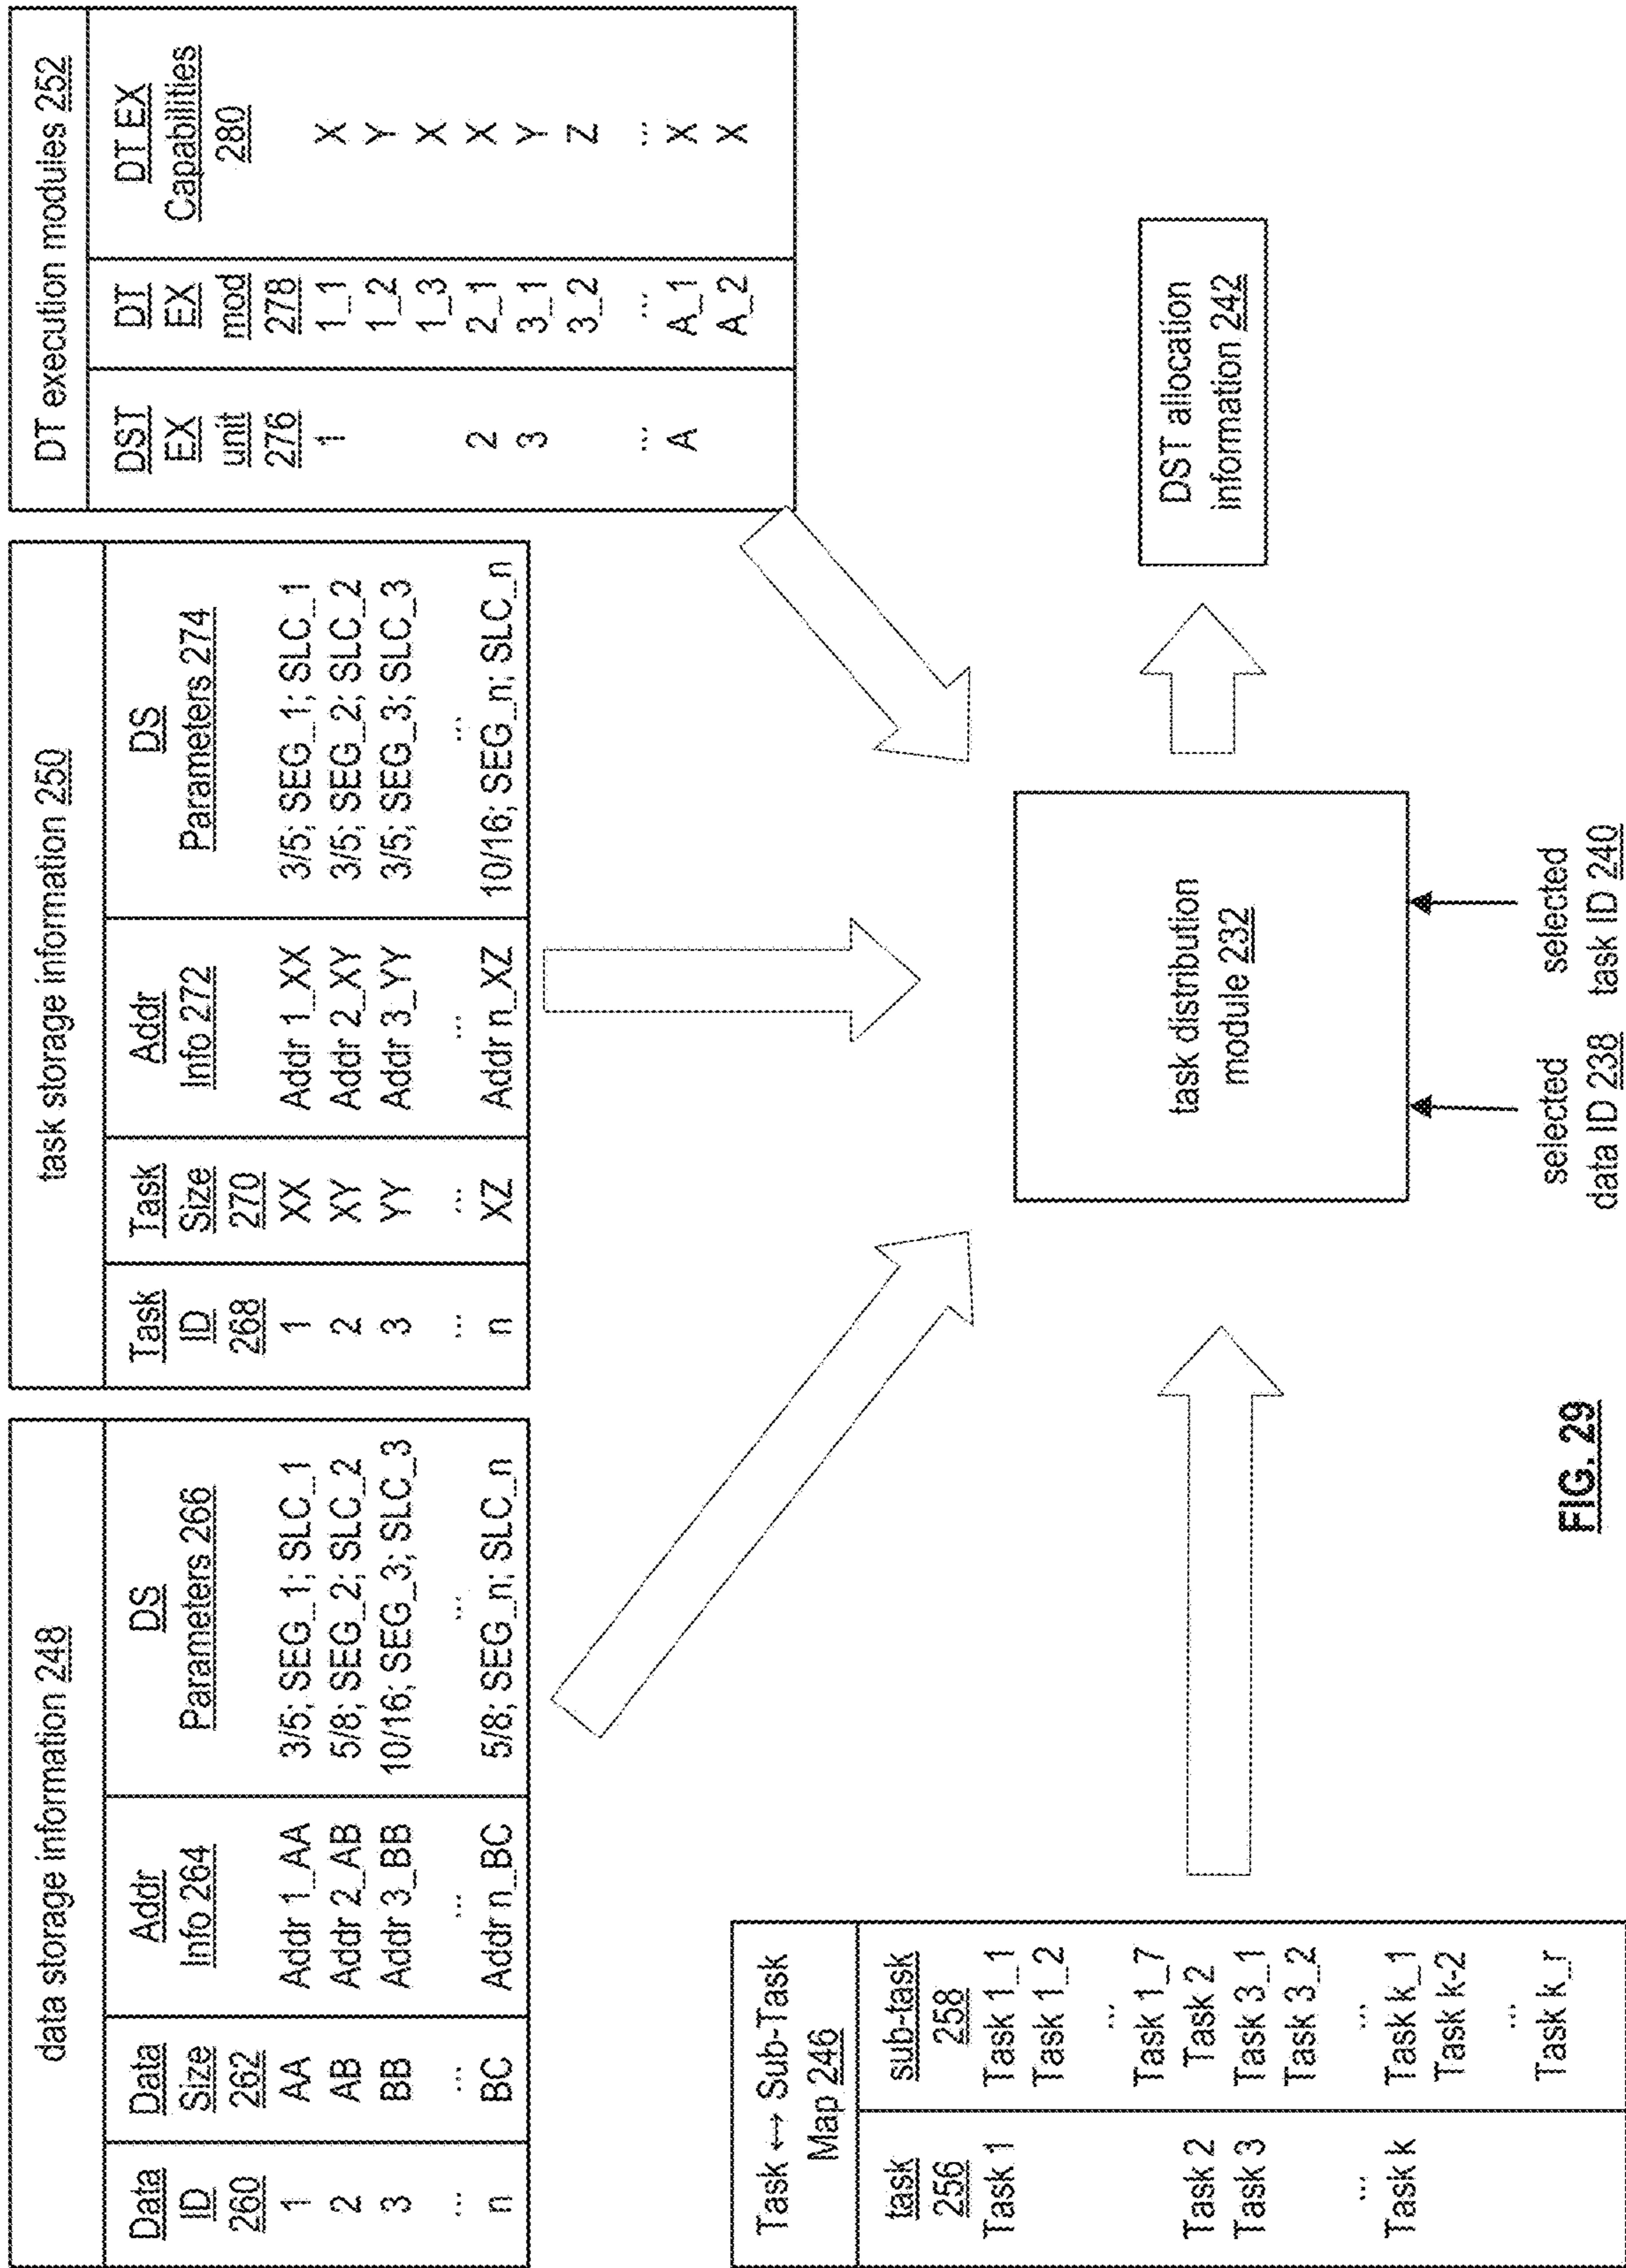 data storage information 248
Data ID 260 | Data Size 262 | Addr Info 264 | DS Parameters 266
1 AA Addr 1_AA 3/5; SEG_1; SLC_1
2 AB Addr 2_AB 5/8; SEG_2; SLC_2
3 BB Addr 3_BB 10/16; SEG_3; SLC_3
... ... ... ...
n BC Addr n_BC 5/8; SEG_n; SLC_n
task storage information 250
Task ID 268 | Task Size 270 | Addr Info 272 | DS Parameters 274
1 XX Addr 1_XX 3/5; SEG_1; SLC_1
2 XY Addr 2_XY 3/5; SEG_2; SLC_2
3 YY Addr 3_YY 3/5; SEG_3; SLC_3
... ... ... ...
n XZ Addr n_XZ 10/16; SEG_n; SLC_n
DT execution modules 252
DST EX unit 276 | DT EX mod 278 | DT EX Capabilities 280
1 1_1 X
1_2 Y
1_3 X
2 2_1 X
3 3_1 Y
3_2 Z
... ... ...
A A_1 X
A_2 X
Task ↔ Sub-Task
Map 246
task 256 | sub-task 258
Task 1 Task 1_1
Task 1_2
...
Task 1_7
Task 2 Task 2
Task 3 Task 3_1
Task 3_2
... ...
Task k Task k_1
Task k-2
...
Task k_r
task distribution
module 232
DST allocation
information 242
selected
data ID 238
selected
task ID 240
FIG. 29